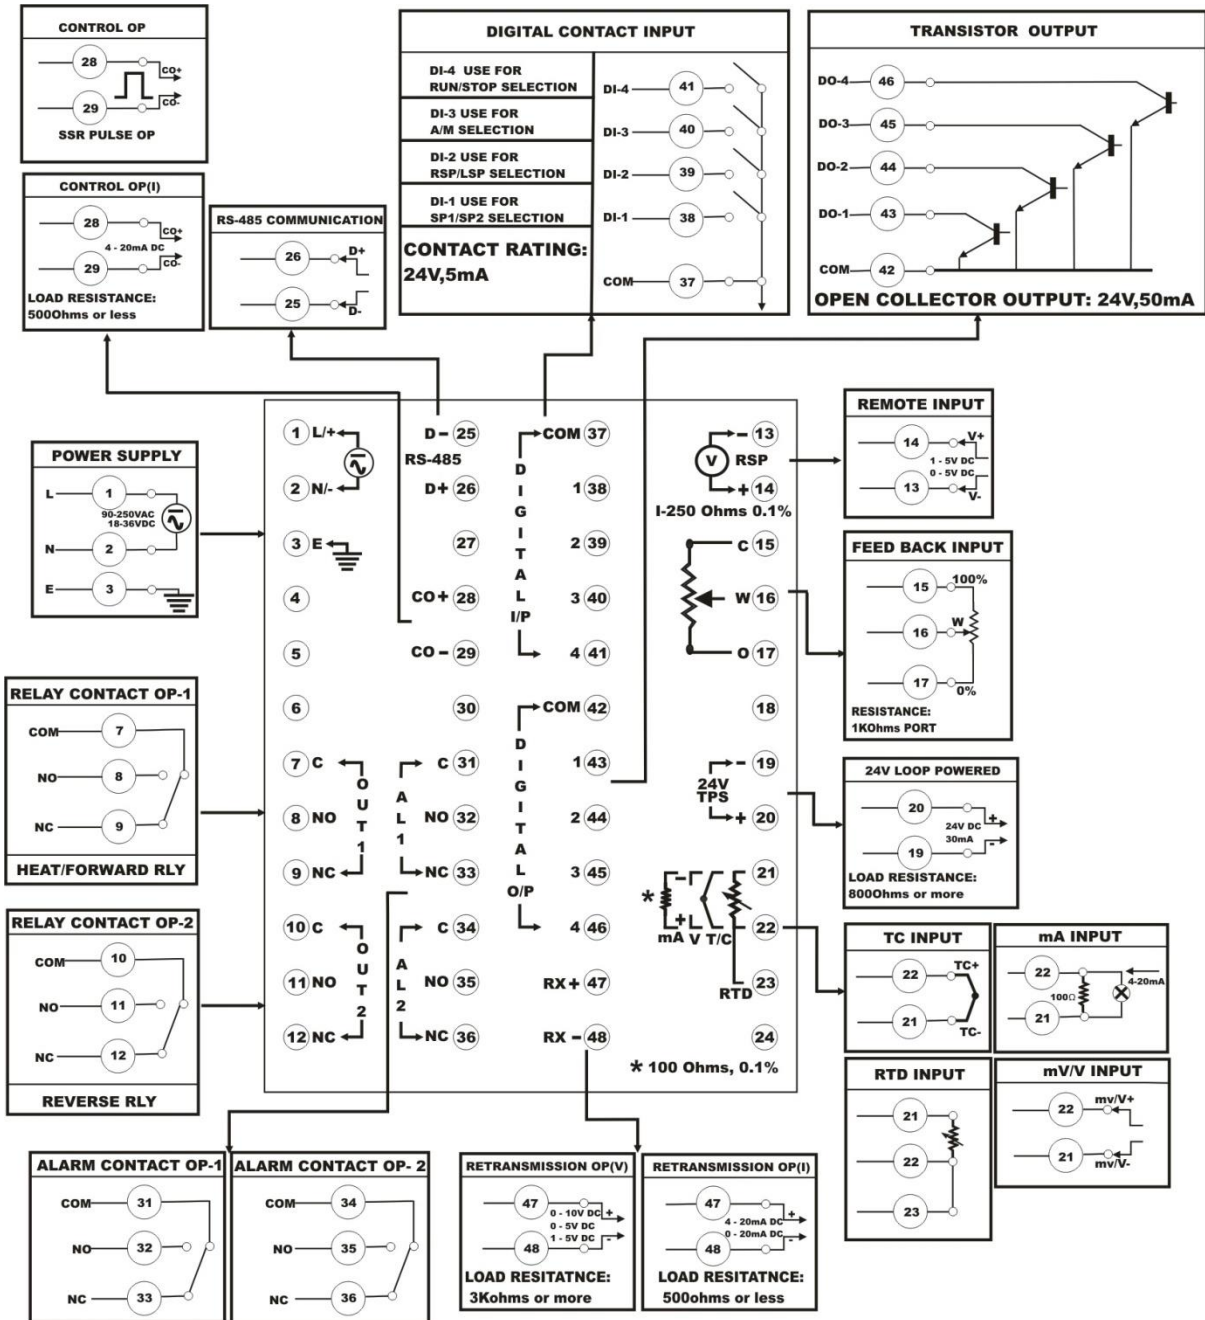 CONTROL OP
28
CO+
29
CO-
SSR PULSE OP
CONTROL OP(I)
28
CO+
4 - 20mA DC
29
CO-
LOAD RESISTANCE:
500Ohms or less
RS-485 COMMUNICATION
26
D+
25
D-
DIGITAL CONTACT INPUT
DI-4 USE FOR
RUN/STOP SELECTION
DI-3 USE FOR
A/M SELECTION
DI-2 USE FOR
RSP/LSP SELECTION
DI-1 USE FOR
SP1/SP2 SELECTION
CONTACT RATING:
24V,5mA
DI-4 41
DI-3 40
DI-2 39
DI-1 38
COM 37
TRANSISTOR OUTPUT
DO-4 46
DO-3 45
DO-2 44
DO-1 43
COM 42
OPEN COLLECTOR OUTPUT: 24V,50mA
POWER SUPPLY
L 1
90-250VAC
18-36VDC
N 2
E 3
RELAY CONTACT OP-1
COM 7
NO 8
NC 9
HEAT/FORWARD RLY
RELAY CONTACT OP-2
COM 10
NO 11
NC 12
REVERSE RLY
1 L/+
2 N/-
3 E
4
5
6
7 C
8 NO
9 NC
OUT1
10 C
11 NO
12 NC
OUT2
D - 25
RS-485
D+ 26
27
CO + 28
CO - 29
30
C 31
NO 32
NC 33
AL1
C 34
NO 35
NC 36
AL2
COM 37
1 38
2 39
3 40
4 41
DIGITAL
I/P
COM 42
1 43
2 44
3 45
4 46
DIGITAL
O/P
RX + 47
RX - 48
- 13
V RSP
+ 14
I-250 Ohms 0.1%
C 15
W 16
O 17
18
- 19
24V
TPS
+ 20
21
* - +
mA V T/C
22
RTD 23
24
* 100 Ohms, 0.1%
REMOTE INPUT
14
V+
1 - 5V DC
0 - 5V DC
13
V-
FEED BACK INPUT
15
100%
16
W
17
0%
RESISTANCE:
1KOhms PORT
24V LOOP POWERED
20
+
24V DC
30mA
-
19
LOAD RESISTANCE:
800Ohms or more
TC INPUT
22
TC+
21
TC-
mA INPUT
22
100Ω
4-20mA
21
RTD INPUT
21
22
23
mV/V INPUT
22
mv/V+
21
mv/V-
ALARM CONTACT OP-1
COM 31
NO 32
NC 33
ALARM CONTACT OP- 2
COM 34
NO 35
NC 36
RETRANSMISSION OP(V)
47
0 - 10V DC +
0 - 5V DC
1 - 5V DC -
48
LOAD RESITATNCE:
3Kohms or more
RETRANSMISSION OP(I)
47
+
4 - 20mA DC
0 - 20mA DC
-
48
LOAD RESITATNCE:
500ohms or less